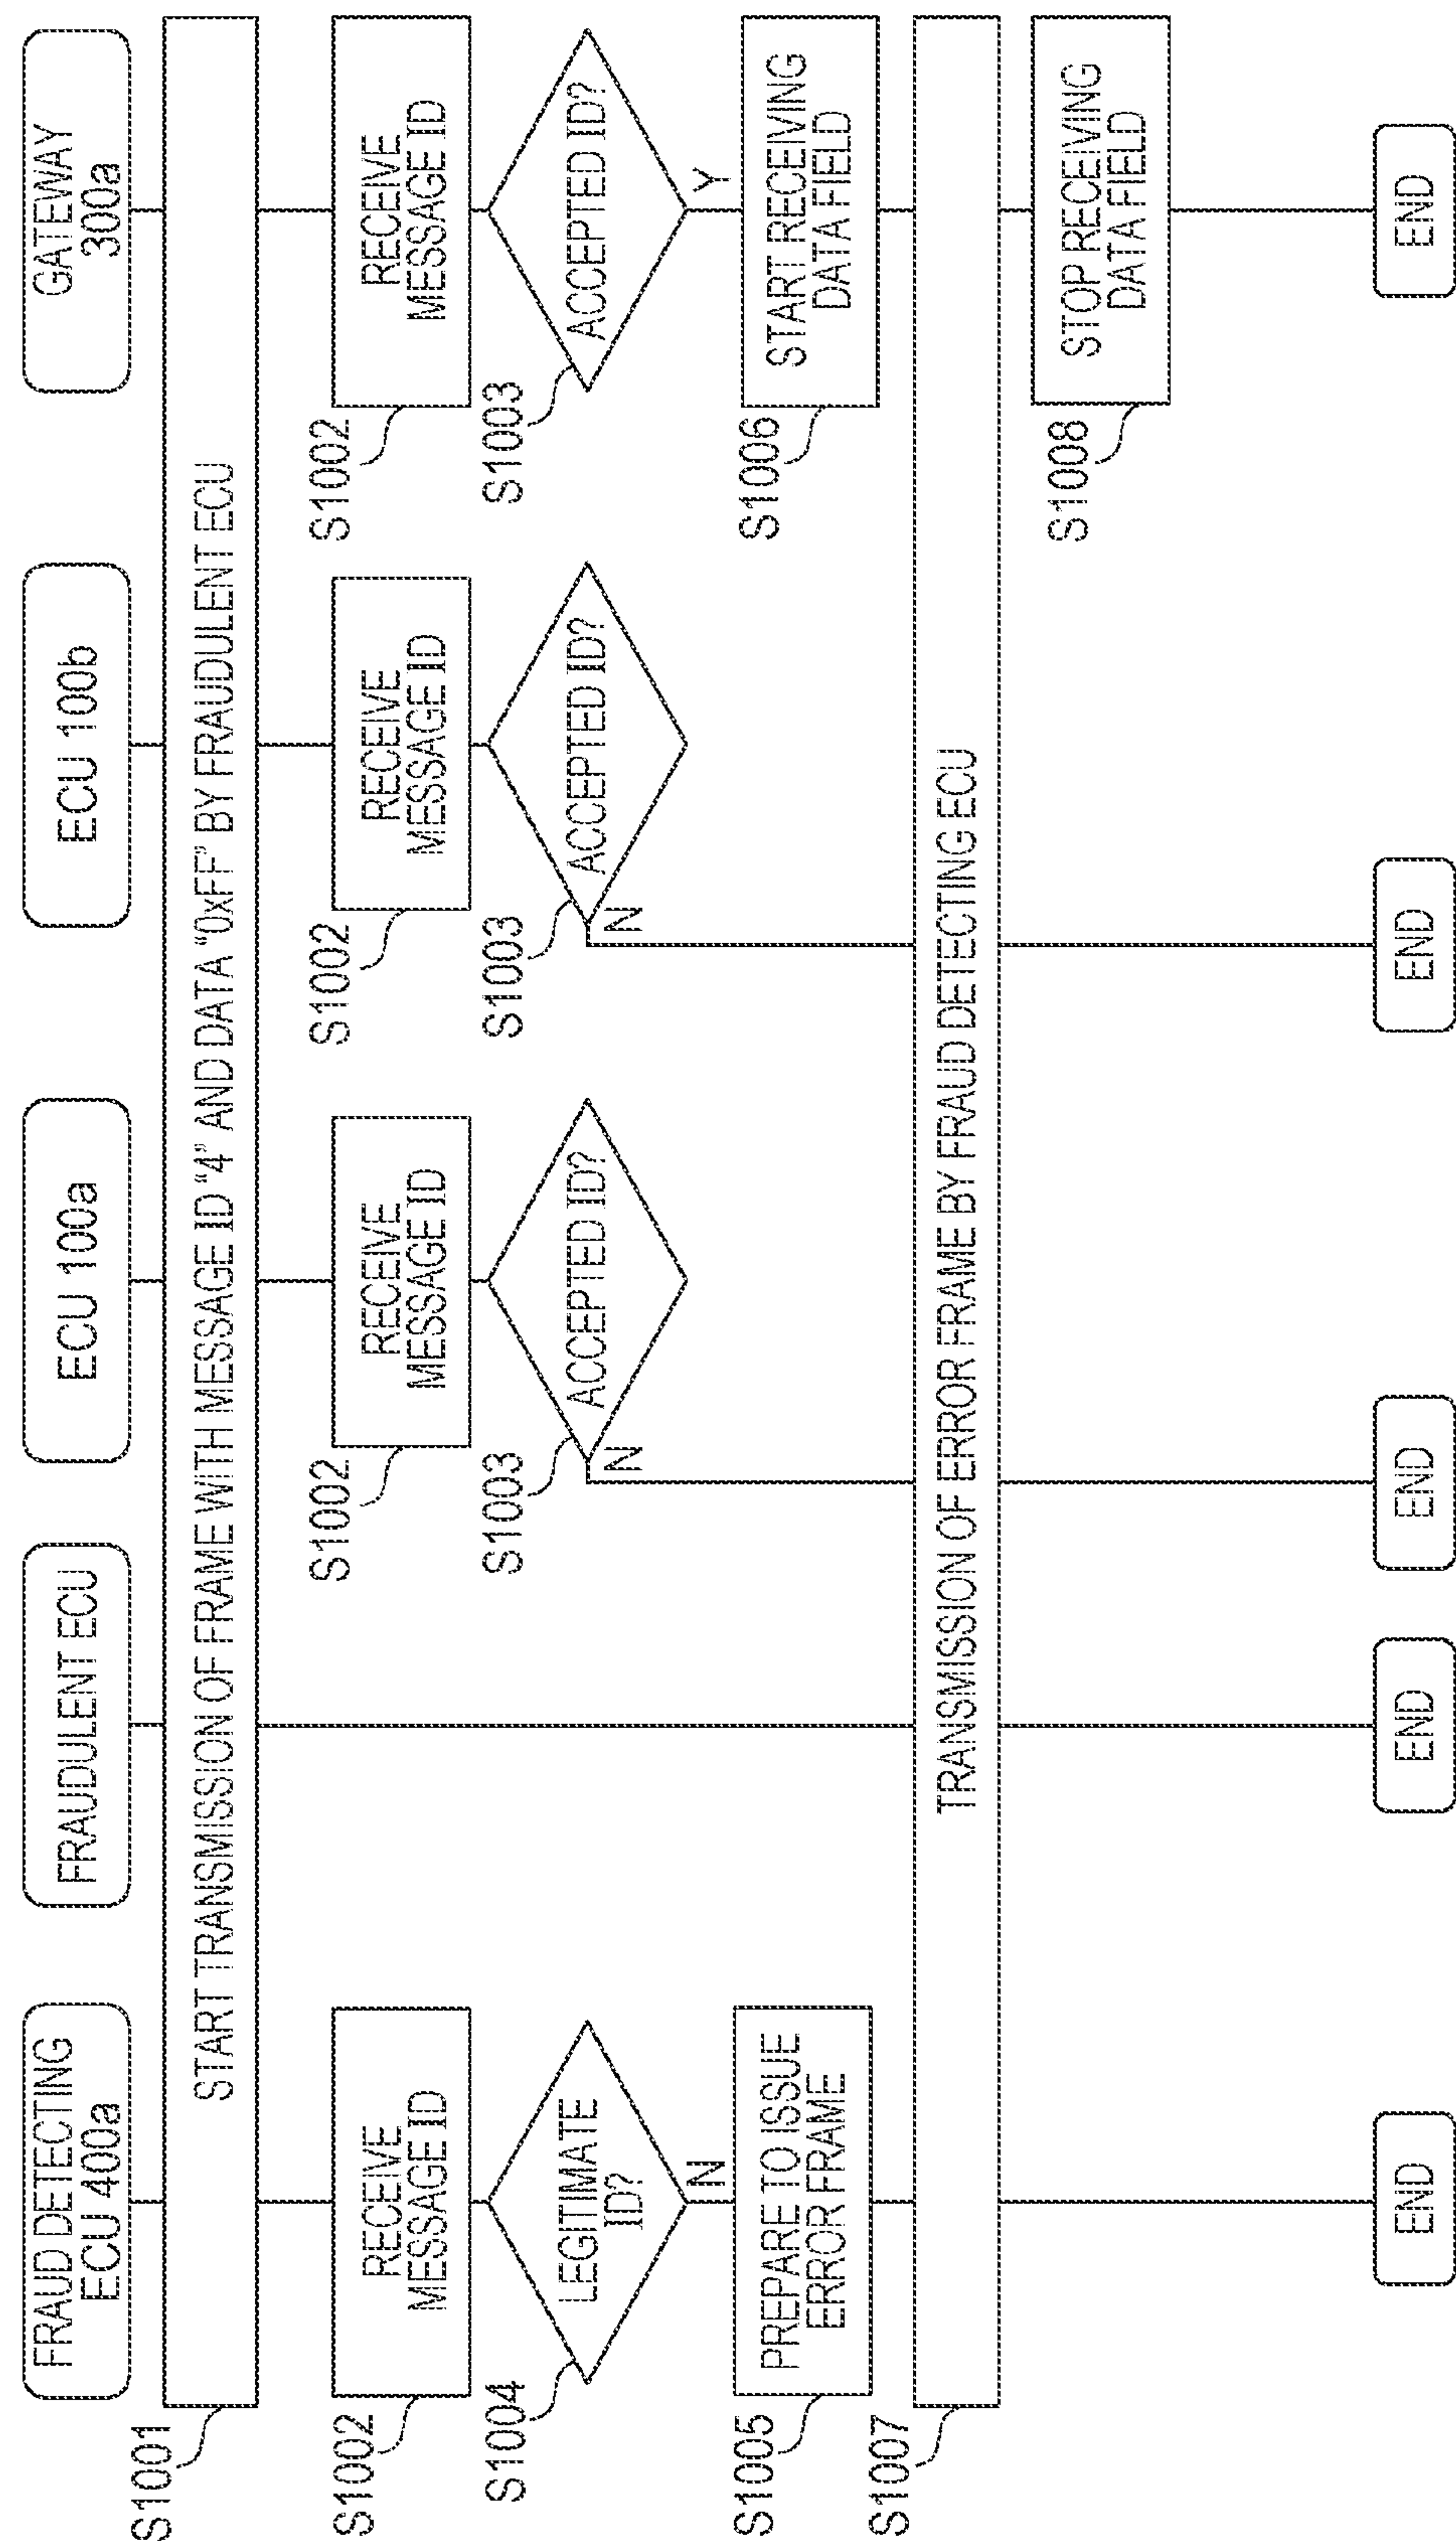 FRAUD DETECTING
ECU 400a
FRAUDULENT ECU
ECU 100a
ECU 100b
GATEWAY
300a
S1001
START TRANSMISSION OF FRAME WITH MESSAGE ID "4" AND DATA "0xFF" BY FRAUDULENT ECU
S1002
RECEIVE
MESSAGE ID
S1002
RECEIVE
MESSAGE ID
S1002
RECEIVE
MESSAGE ID
S1002
RECEIVE
MESSAGE ID
S1004
LEGITIMATE
ID?
N
S1003
ACCEPTED ID?
N
S1003
ACCEPTED ID?
N
S1003
ACCEPTED ID?
Y
S1005
PREPARE TO ISSUE
ERROR FRAME
S1006
START RECEIVING
DATA FIELD
S1007
TRANSMISSION OF ERROR FRAME BY FRAUD DETECTING ECU
S1008
STOP RECEIVING
DATA FIELD
END
END
END
END
END